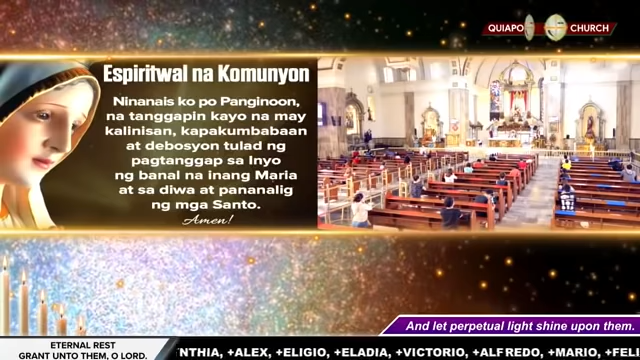 QUIAPO CHURCH
Espiritwal na Komunyon
Ninanais ko po Panginoon,
na tanggapin kayo na may
kalinisan, kapakumbabaan
at debosyon tulad ng
pagtanggap sa Inyo
ng banal na inang Maria
at sa diwa at pananalig
ng mga Santo.
Amen!
And let perpetual light shine upon them.
ETERNAL REST
GRANT UNTO THEM, O LORD.
NTHIA, +ALEX, +ELIGIO, +ELADIA, +VICTORIO, +ALFREDO, +MARIO, +FELI